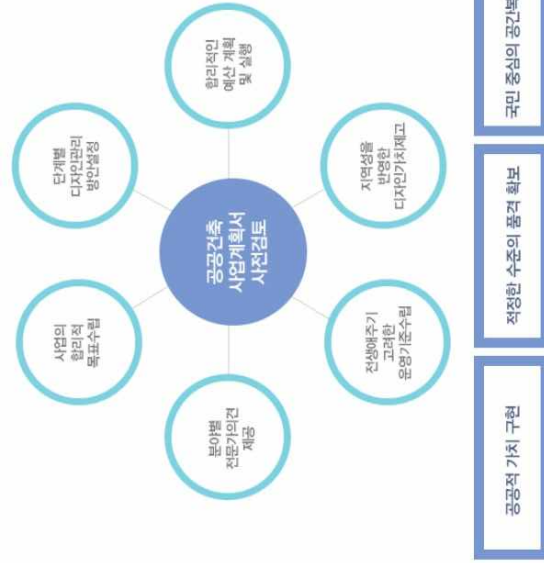 사업의
합리적
목표수립
단계별
디자인관리
방안설정
분야별
전문가의견
제공
공공건축
사업계획서
사전검토
합리적인
예산 계획
및 실행
전생애주기
고려한
운영기준수립
지역성을
반영한
디자인가치제고
공공적 가치 구현
적정한 수준의 품격 확보
국민 중심의